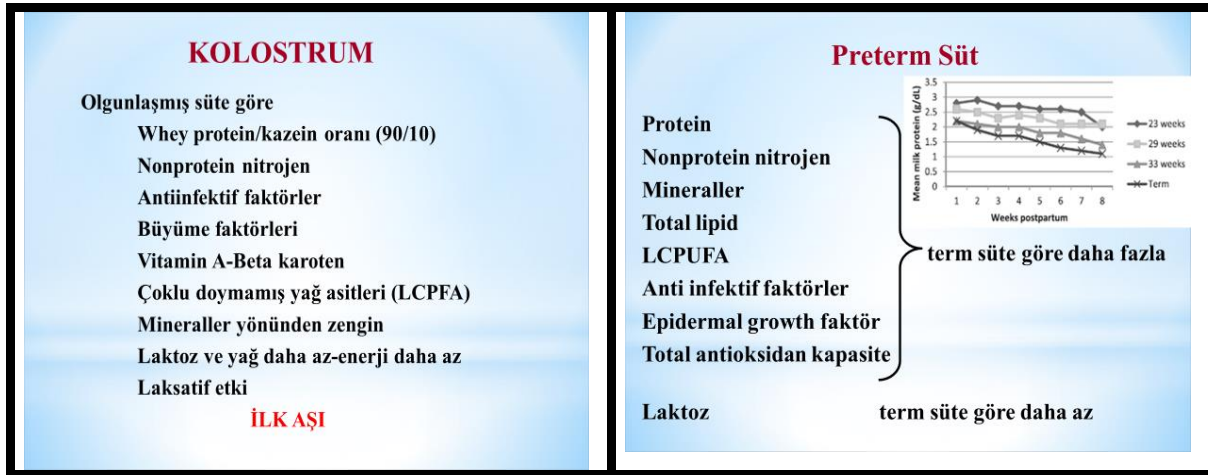 KOLOSTRUM
Olgunlaşmış süte göre
Whey protein/kazein oranı (90/10)
Nonprotein nitrojen
Antiinfektif faktörler
Büyüme faktörleri
Vitamin A-Beta karoten
Çoklu doymamış yağ asitleri (LCPFA)
Mineraller yönünden zengin
Laktoz ve yağ daha az-enerji daha az
Laksatif etki
İLK AŞI
Preterm Süt
Mean milk protein (g/dL)
3.5
3
2.5
2
1.5
1
0.5
0
1 2 3 4 5 6 7 8
Weeks postpartum
23 weeks
29 weeks
33 weeks
Term
Protein
Nonprotein nitrojen
Mineraller
Total lipid
LCPUFA
Anti infektif faktörler
Epidermal growth faktör
Total antioksidan kapasite
term süte göre daha fazla
Laktoz term süte göre daha az